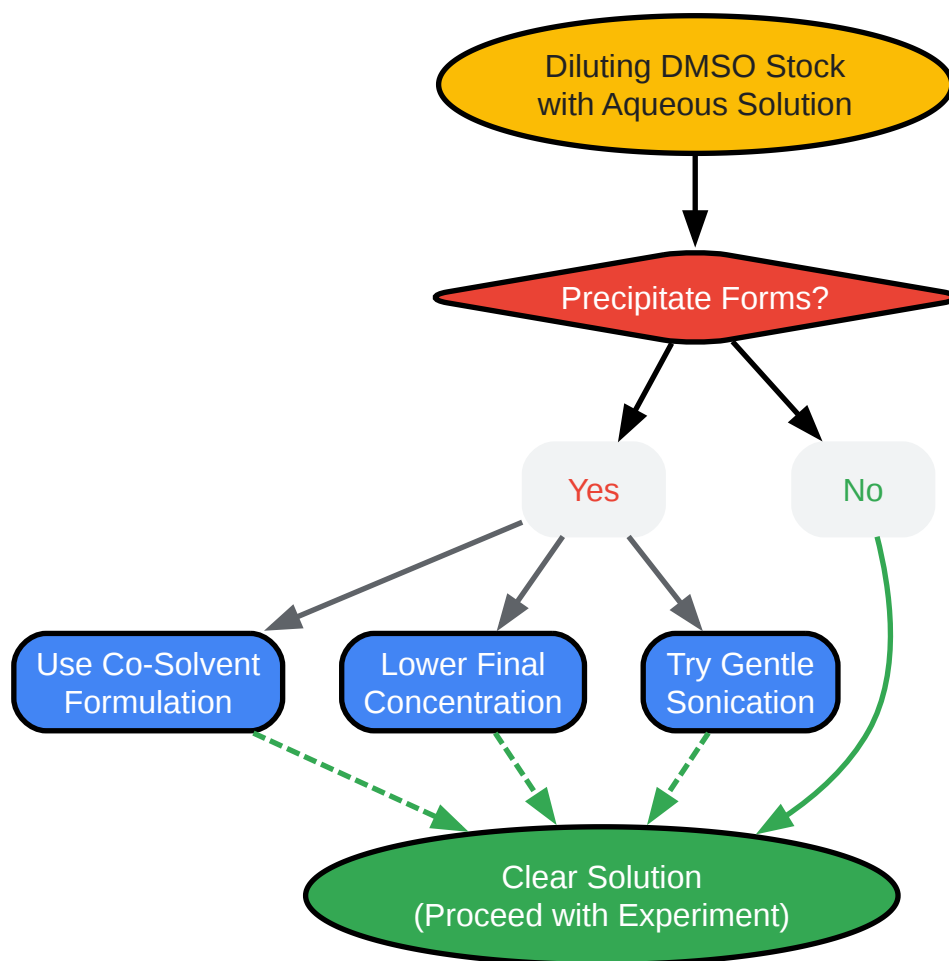 Diluting DMSO Stock
with Aqueous Solution
Precipitate Forms?
Yes
No
Use Co-Solvent
Formulation
Lower Final
Concentration
Try Gentle
Sonication
Clear Solution
(Proceed with Experiment)